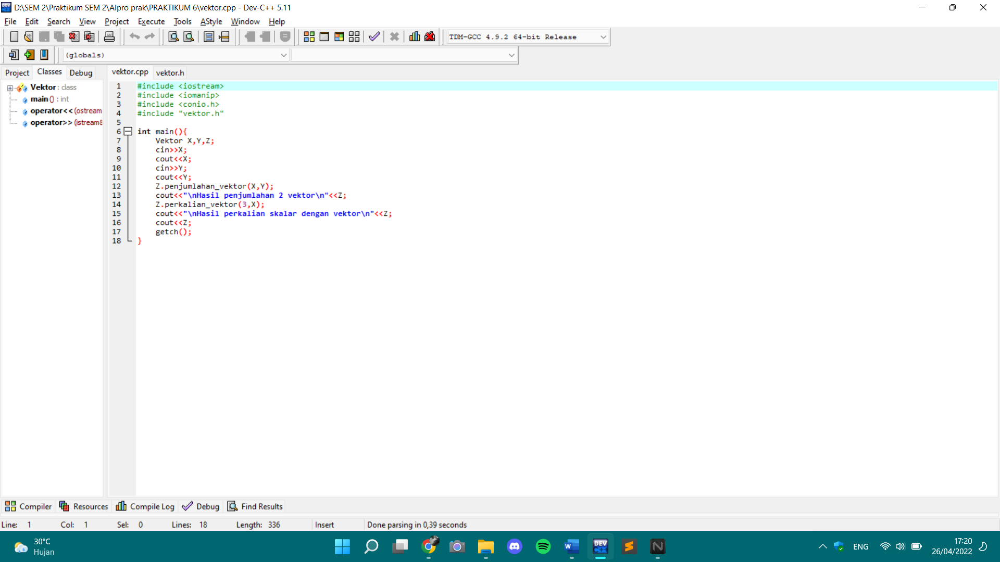 D:\SEM 2\Praktikum SEM 2\Alpro prak\PRAKTIKUM 6\vektor.cpp - Dev-C++ 5.11
File Edit Search View Project Execute Tools AStyle Window Help
TDM-GCC 4.9.2 64-bit Release
(globals)
Project Classes Debug
vektor.cpp vektor.h
Vektor : class
main () : int
operator<< (ostream
operator>> (istream&
1 #include <iostream>
2 #include <iomanip>
3 #include <conio.h>
4 #include "vektor.h"
5
6 int main(){
7 Vektor X,Y,Z;
8 cin>>X;
9 cout<<X;
10 cin>>Y;
11 cout<<Y;
12 Z.penjumlahan_vektor(X,Y);
13 cout<<"\nHasil penjumlahan 2 vektor\n"<<Z;
14 Z.perkalian_vektor(3,X);
15 cout<<"\nHasil perkalian skalar dengan vektor\n"<<Z;
16 cout<<Z;
17 getch();
18 }
Compiler Resources Compile Log Debug Find Results
Line: 1 Col: 1 Sel: 0 Lines: 18 Length: 336 Insert Done parsing in 0,39 seconds
30°C
Hujan
W
DEV
ENG
17:20
26/04/2022